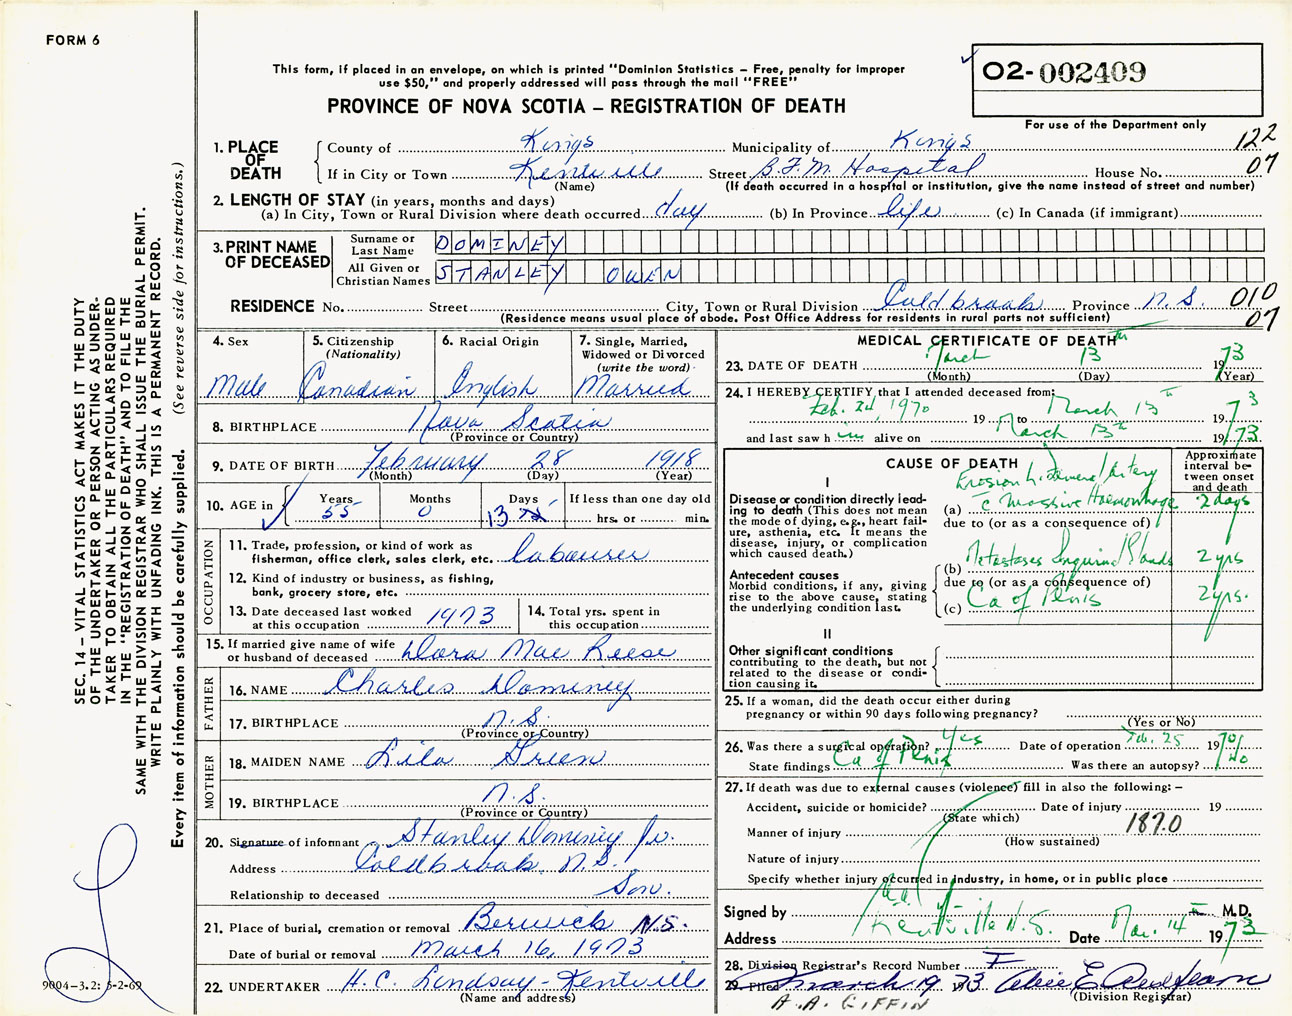 FORM 6
This form, if placed in an envelope, on which is printed "Dominion Statistics – Free, penalty for improper
use $50," and properly addressed will pass through the mail "FREE"
PROVINCE OF NOVA SCOTIA – REGISTRATION OF DEATH
02-002409
For use of the Department only
SEC. 14 – VITAL STATISTICS ACT MAKES IT THE DUTY
OF THE UNDERTAKER OR PERSON ACTING AS UNDER-
TAKER TO OBTAIN ALL THE PARTICULARS REQUIRED
IN THE "REGISTRATION OF DEATH" AND TO FILE THE
SAME WITH THE DIVISION REGISTRAR WHO SHALL ISSUE THE BURIAL PERMIT.
WRITE PLAINLY WITH UNFADING INK. THIS IS A PERMANENT RECORD.
Every item of information should be carefully supplied. (See reverse side for instructions.)
1. PLACE OF DEATH
County of Kings Municipality of Kings 122
If in City or Town Kentville Street B.F.M. Hospital House No. 07
(Name) (If death occurred in a hospital or institution, give the name instead of street and number)
2. LENGTH OF STAY (in years, months and days)
(a) In City, Town or Rural Division where death occurred day (b) In Province life (c) In Canada (if immigrant)
3. PRINT NAME OF DECEASED
Surname or Last Name DOMINEY
All Given or Christian Names STANLEY OWEN
RESIDENCE No. Street City, Town or Rural Division Coldbrook Province N.S. 010
(Residence means usual place of abode. Post Office Address for residents in rural parts not sufficient) 07
4. Sex Male
5. Citizenship (Nationality) Canadian
6. Racial Origin English
7. Single, Married, Widowed or Divorced (write the word) Married
8. BIRTHPLACE Nova Scotia
(Province or Country)
9. DATE OF BIRTH February 28 1918
(Month) (Day) (Year)
10. AGE in Years 55 Months 0 Days 13 If less than one day old hrs. or min.
OCCUPATION
11. Trade, profession, or kind of work as
fisherman, office clerk, sales clerk, etc. Labourer
12. Kind of industry or business, as fishing,
bank, grocery store, etc.
13. Date deceased last worked
at this occupation 1973
14. Total yrs. spent in
this occupation
15. If married give name of wife
or husband of deceased Dora Mae Reese
FATHER
16. NAME Charles Dominey
17. BIRTHPLACE N.S.
(Province or Country)
MOTHER
18. MAIDEN NAME Lila Green
19. BIRTHPLACE N.S.
(Province or Country)
20. Signature of informant Stanley Dominey Jr.
Address Coldbrook, N.S.
Relationship to deceased Son.
21. Place of burial, cremation or removal Berwick N.S.
Date of burial or removal March 16, 1973
22. UNDERTAKER H. C. Lindsay - Kentville
(Name and address)
9004-3.2: 5-2-69
MEDICAL CERTIFICATE OF DEATH
23. DATE OF DEATH March 13th 1973
(Month) (Day) (Year)
24. I HEREBY CERTIFY that I attended deceased from:
Feb. 2d, 1970 19 to March 13th 1973
and last saw h im alive on March 13th 1973
CAUSE OF DEATH
Approximate interval between onset and death
I
Disease or condition directly lead-
ing to death (This does not mean
the mode of dying, e.g., heart fail-
ure, asthenia, etc. It means the
disease, injury, or complication
which caused death.)
Erosion Lt. Femoral Artery
(a) c̄ Massive Haemorrhage 2 days
due to (or as a consequence of)
Antecedent causes
Morbid conditions, if any, giving
rise to the above cause, stating
the underlying condition last.
(b) Metastases Inguinal Glands 2 yrs
due to (or as a consequence of)
(c) Ca of Penis 2 yrs.
II
Other significant conditions
contributing to the death, but not
related to the disease or condi-
tion causing it.
25. If a woman, did the death occur either during
pregnancy or within 90 days following pregnancy?
(Yes or No)
26. Was there a surgical operation? Yes Date of operation Feb. 25 1970
State findings Ca of Penis Was there an autopsy? No
27. If death was due to external causes (violence) fill in also the following: –
Accident, suicide or homicide? Date of injury 19
(State which)
Manner of injury 187.0
(How sustained)
Nature of injury
Specify whether injury occurred in Industry, in home, or in public place
Signed by M.D.
Address Kentville N.S. Date Mar. 14th 1973
28. Division Registrar's Record Number
29. Filed March 19 1973
(Division Registrar)
A. A. GIFFIN